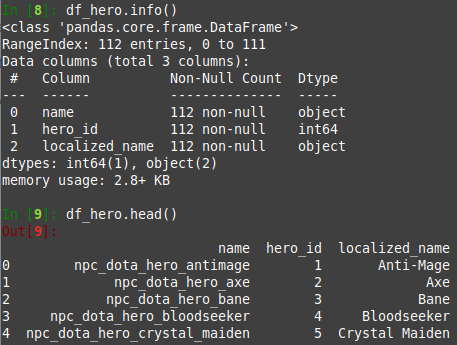 In [8]: df_hero.info()
<class 'pandas.core.frame.DataFrame'>
RangeIndex: 112 entries, 0 to 111
Data columns (total 3 columns):
 #   Column          Non-Null Count  Dtype
---  ------          --------------  -----
 0   name            112 non-null    object
 1   hero_id         112 non-null    int64
 2   localized_name  112 non-null    object
dtypes: int64(1), object(2)
memory usage: 2.8+ KB
In [9]: df_hero.head()
Out[9]:
                           name  hero_id  localized_name
0        npc_dota_hero_antimage        1       Anti-Mage
1             npc_dota_hero_axe        2             Axe
2            npc_dota_hero_bane        3            Bane
3     npc_dota_hero_bloodseeker        4     Bloodseeker
4  npc_dota_hero_crystal_maiden        5  Crystal Maiden